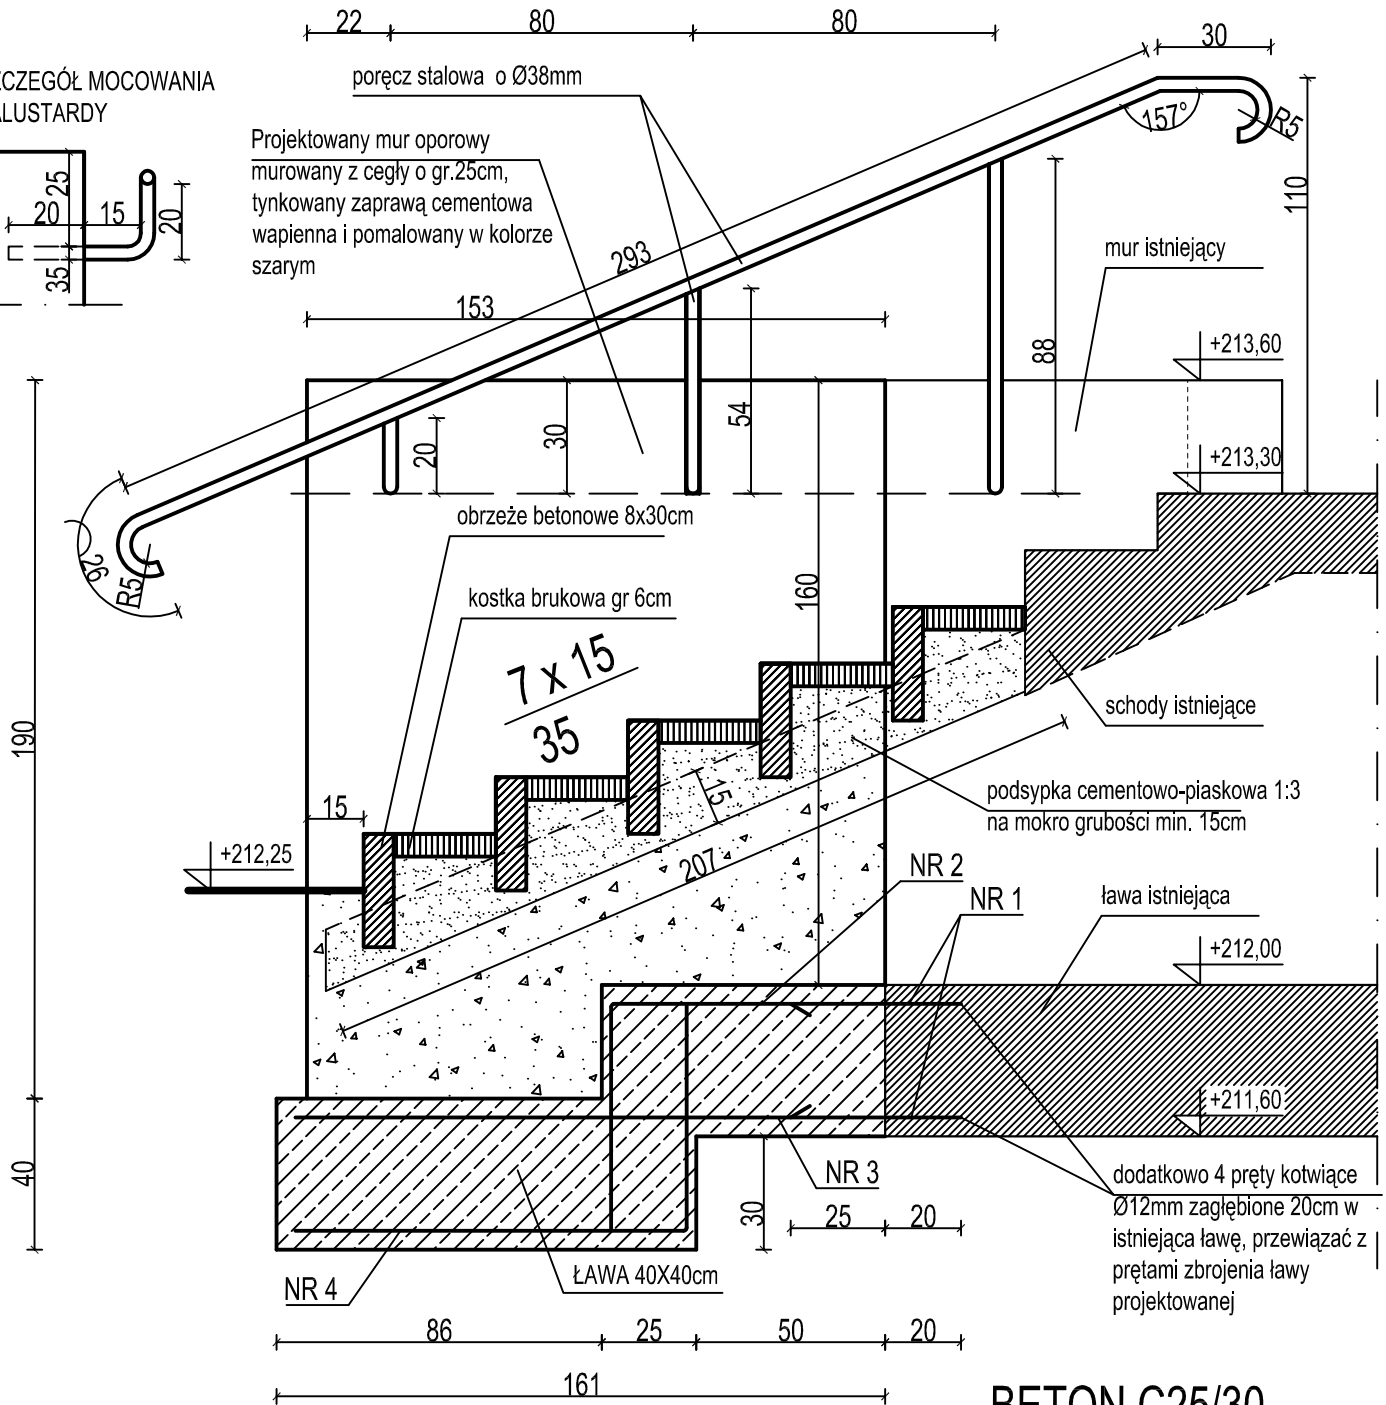 22
80
80
30
CZEGÓŁ MOCOWANIA
ALUSTARDY
poręcz stalowa o Ø38mm
157°
R5
Projektowany mur oporowy
murowany z cegły o gr.25cm,
tynkowany zaprawą cementowa
wapienna i pomalowany w kolorze
szarym
25
20
15
20
35
110
293
mur istniejący
153
88
+213,60
54
30
20
+213,30
obrzeże betonowe 8x30cm
26
R5
kostka brukowa gr 6cm
160
7 x 15
35
schody istniejące
190
15
15
podsypka cementowo-piaskowa 1:3
na mokro grubości min. 15cm
+212,25
207
NR 2
NR 1
ława istniejąca
+212,00
+211,60
40
NR 3
30
25
20
dodatkowo 4 pręty kotwiące
Ø12mm zagłębione 20cm w
istniejąca ławę, przewiązać z
prętami zbrojenia ławy
projektowanej
NR 4
ŁAWA 40X40cm
86
25
50
20
161
BETON C25/30